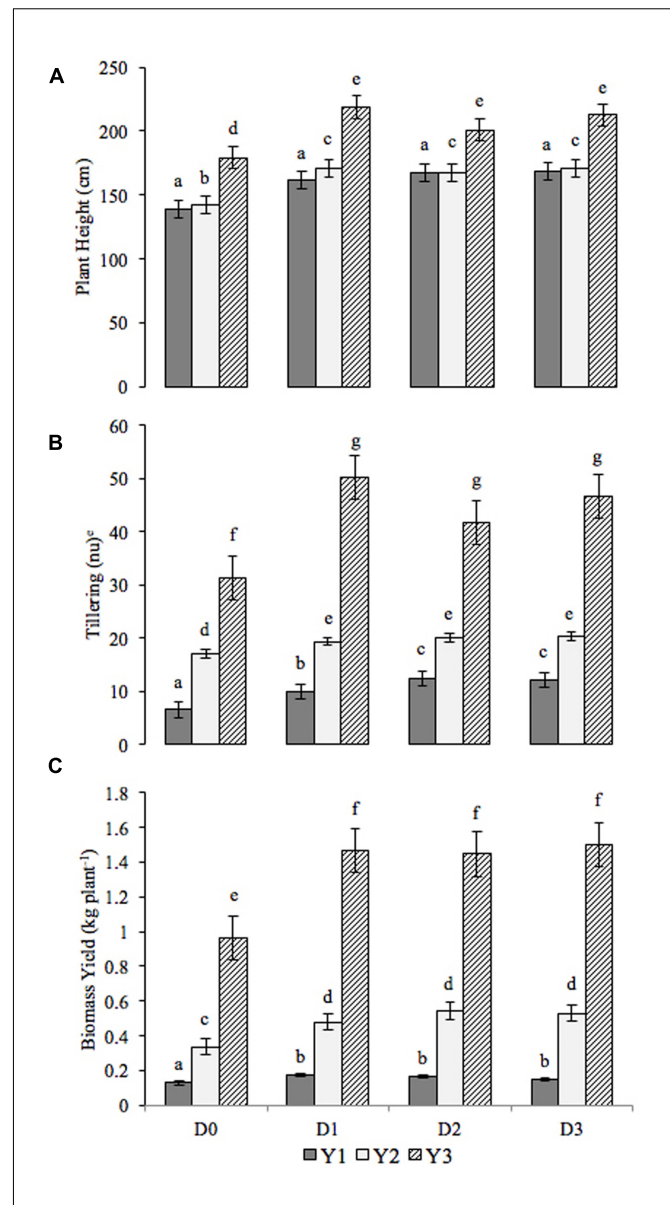 A
250
200
150
100
50
0
Plant Height (cm)
a b d
a c e
a c e
a c e
B
60
50
40
30
20
10
0
Tillering (nu)ᶜ
a d f
b e g
c e g
c e g
C
1.8
1.6
1.4
1.2
1
0.8
0.6
0.4
0.2
0
Biomass Yield (kg plant⁻¹)
a c e
b d f
b d f
b d f
D0 D1 D2 D3
Y1 Y2 Y3